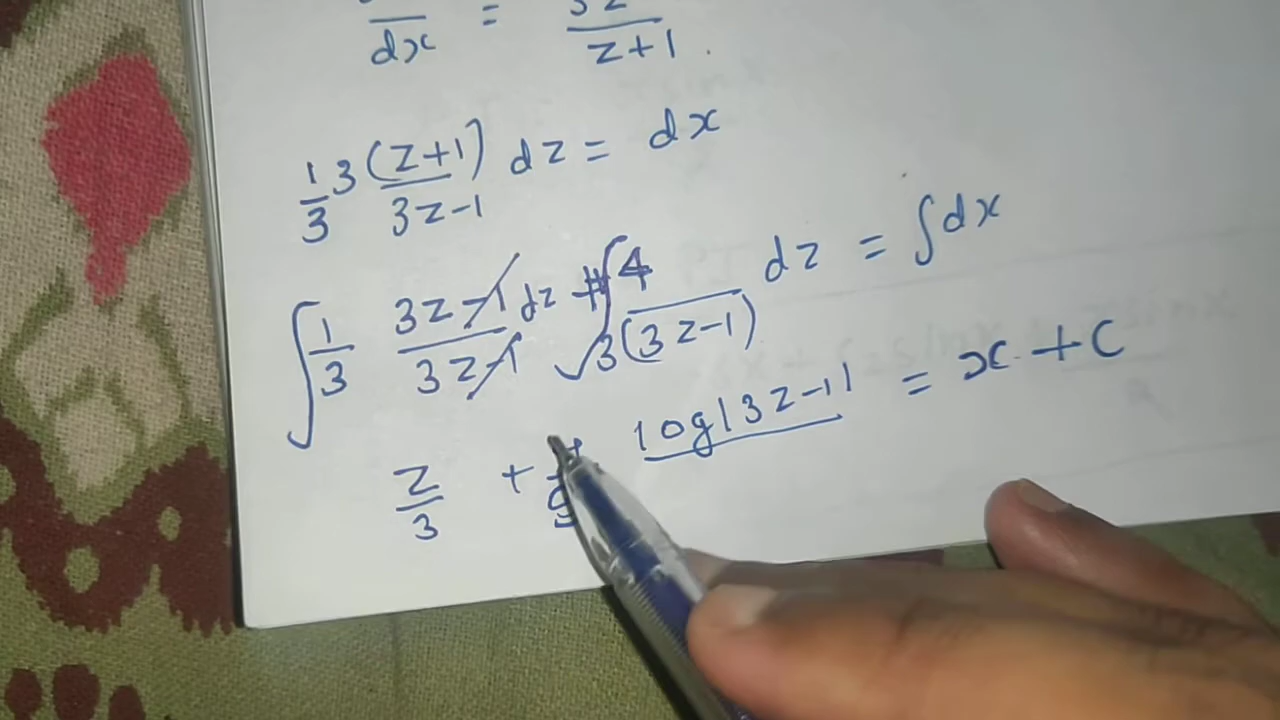 dx = z+1
1/3 3(z+1)/3z-1 dz = dx
∫ 1/3 3z-1/3z-1 dz + ∫ 4/3(3z-1) dz = ∫dx
z/3 + log|3z-1| = x + C